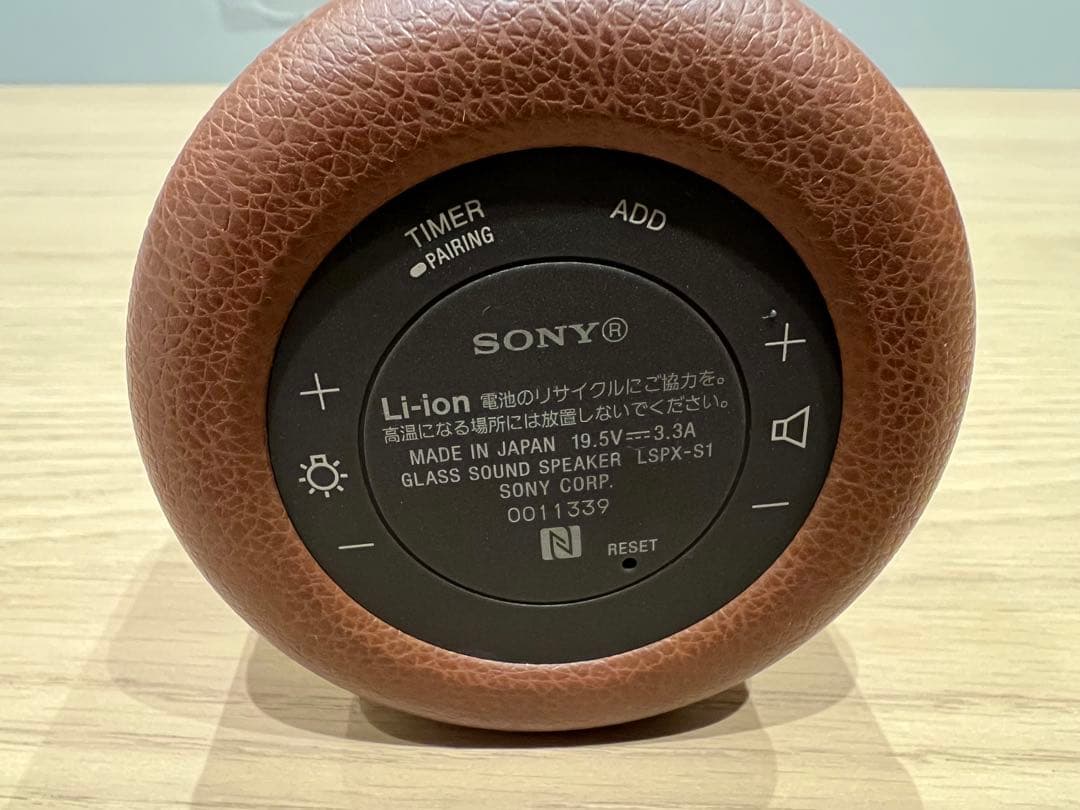 TIMER
PAIRING
ADD
SONY®
Li-ion 電池のリサイクルにご協力を。
高温になる場所には放置しないでください。
MADE IN JAPAN 19.5V⎓3.3A
GLASS SOUND SPEAKER LSPX-S1
SONY CORP.
0011339
RESET